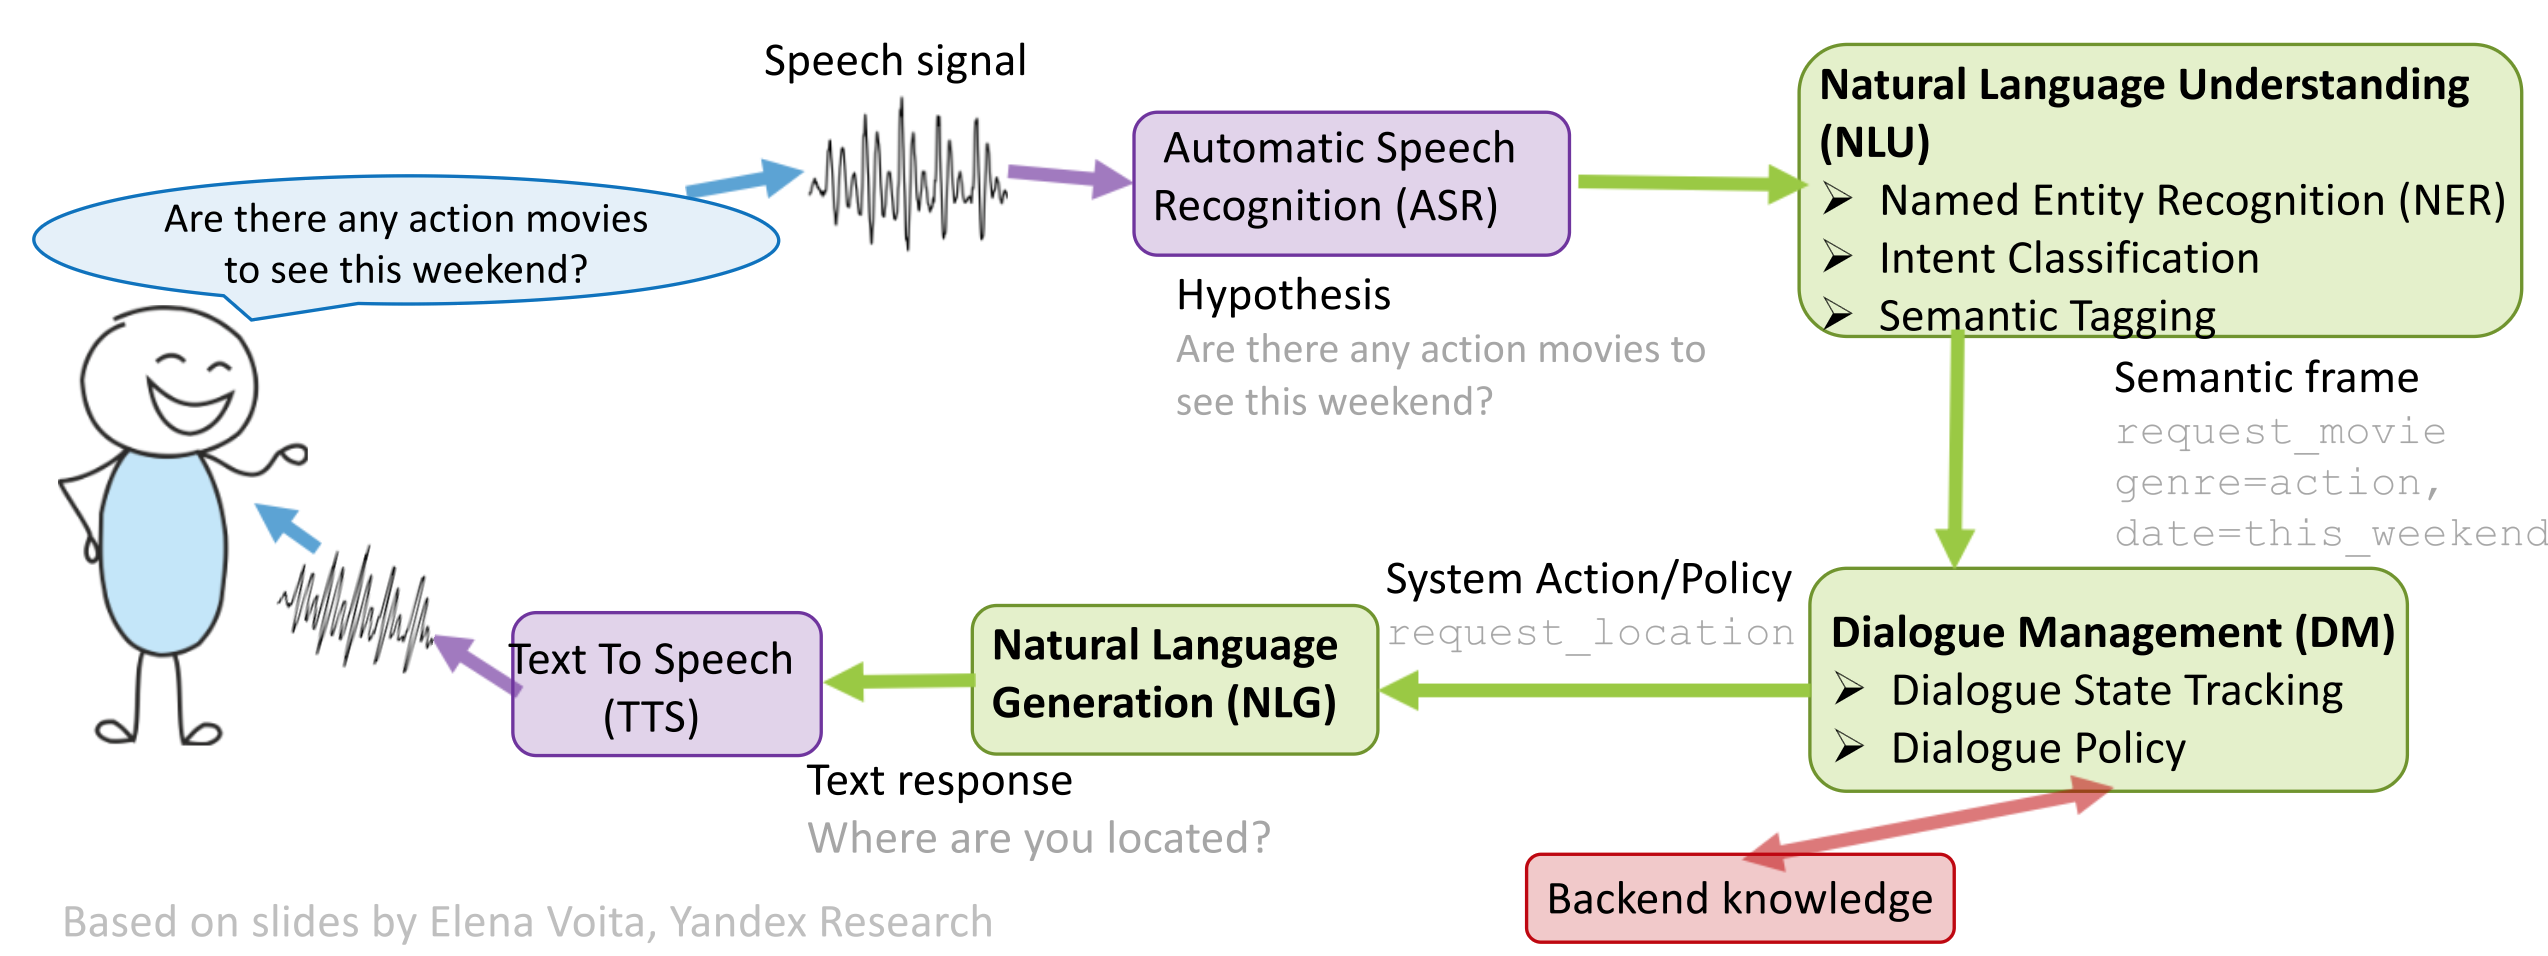 Speech signal
Are there any action movies
to see this weekend?
Automatic Speech
Recognition (ASR)
Hypothesis
Are there any action movies to
see this weekend?
Natural Language Understanding
(NLU)
➢ Named Entity Recognition (NER)
➢ Intent Classification
➢ Semantic Tagging
Semantic frame
request_movie
genre=action,
date=this_weekend
Dialogue Management (DM)
➢ Dialogue State Tracking
➢ Dialogue Policy
Backend knowledge
System Action/Policy
request_location
Natural Language
Generation (NLG)
Text response
Where are you located?
Text To Speech
(TTS)
Based on slides by Elena Voita, Yandex Research